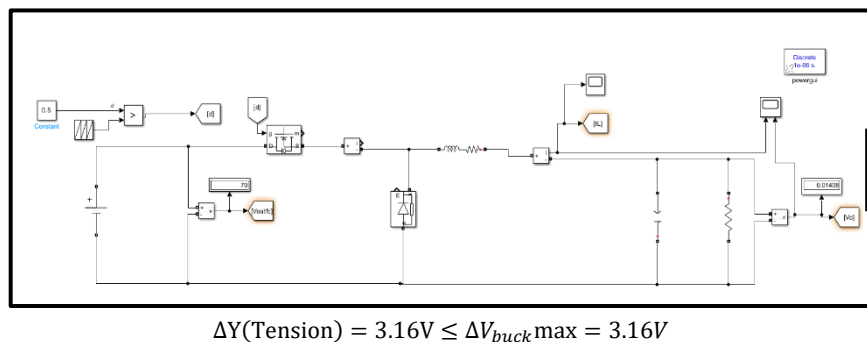 Discrete
1e-06 s.
powergui
d
0.5
Constant
>
[d]
[d]
g
m
D
S
+
i
-
[IL]
+
i
-
70
0.01408
+
E
+
-
v
[Vout/fc]
+
-
v
[Vo]
ΔY(Tension) = 3.16V ≤ ΔV_buck max = 3.16V